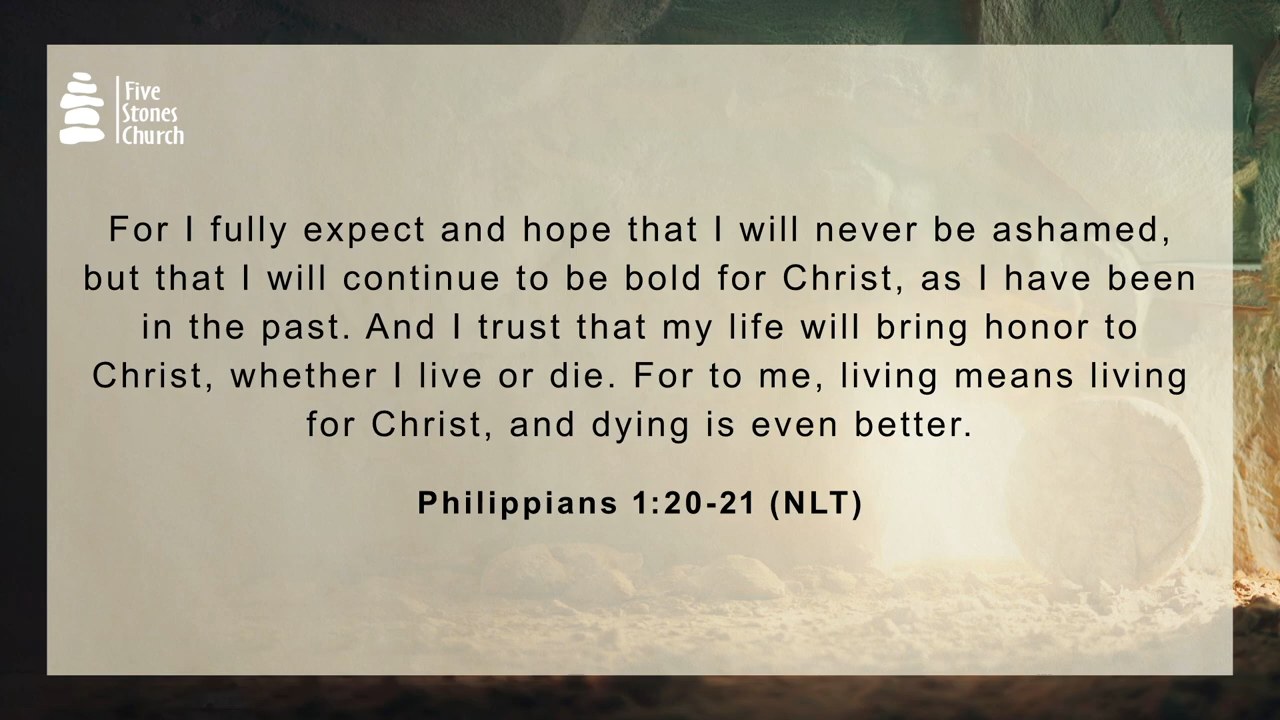 Five
Stones
Church
For I fully expect and hope that I will never be ashamed,
but that I will continue to be bold for Christ, as I have been
in the past. And I trust that my life will bring honor to
Christ, whether I live or die. For to me, living means living
for Christ, and dying is even better.
Philippians 1:20-21 (NLT)